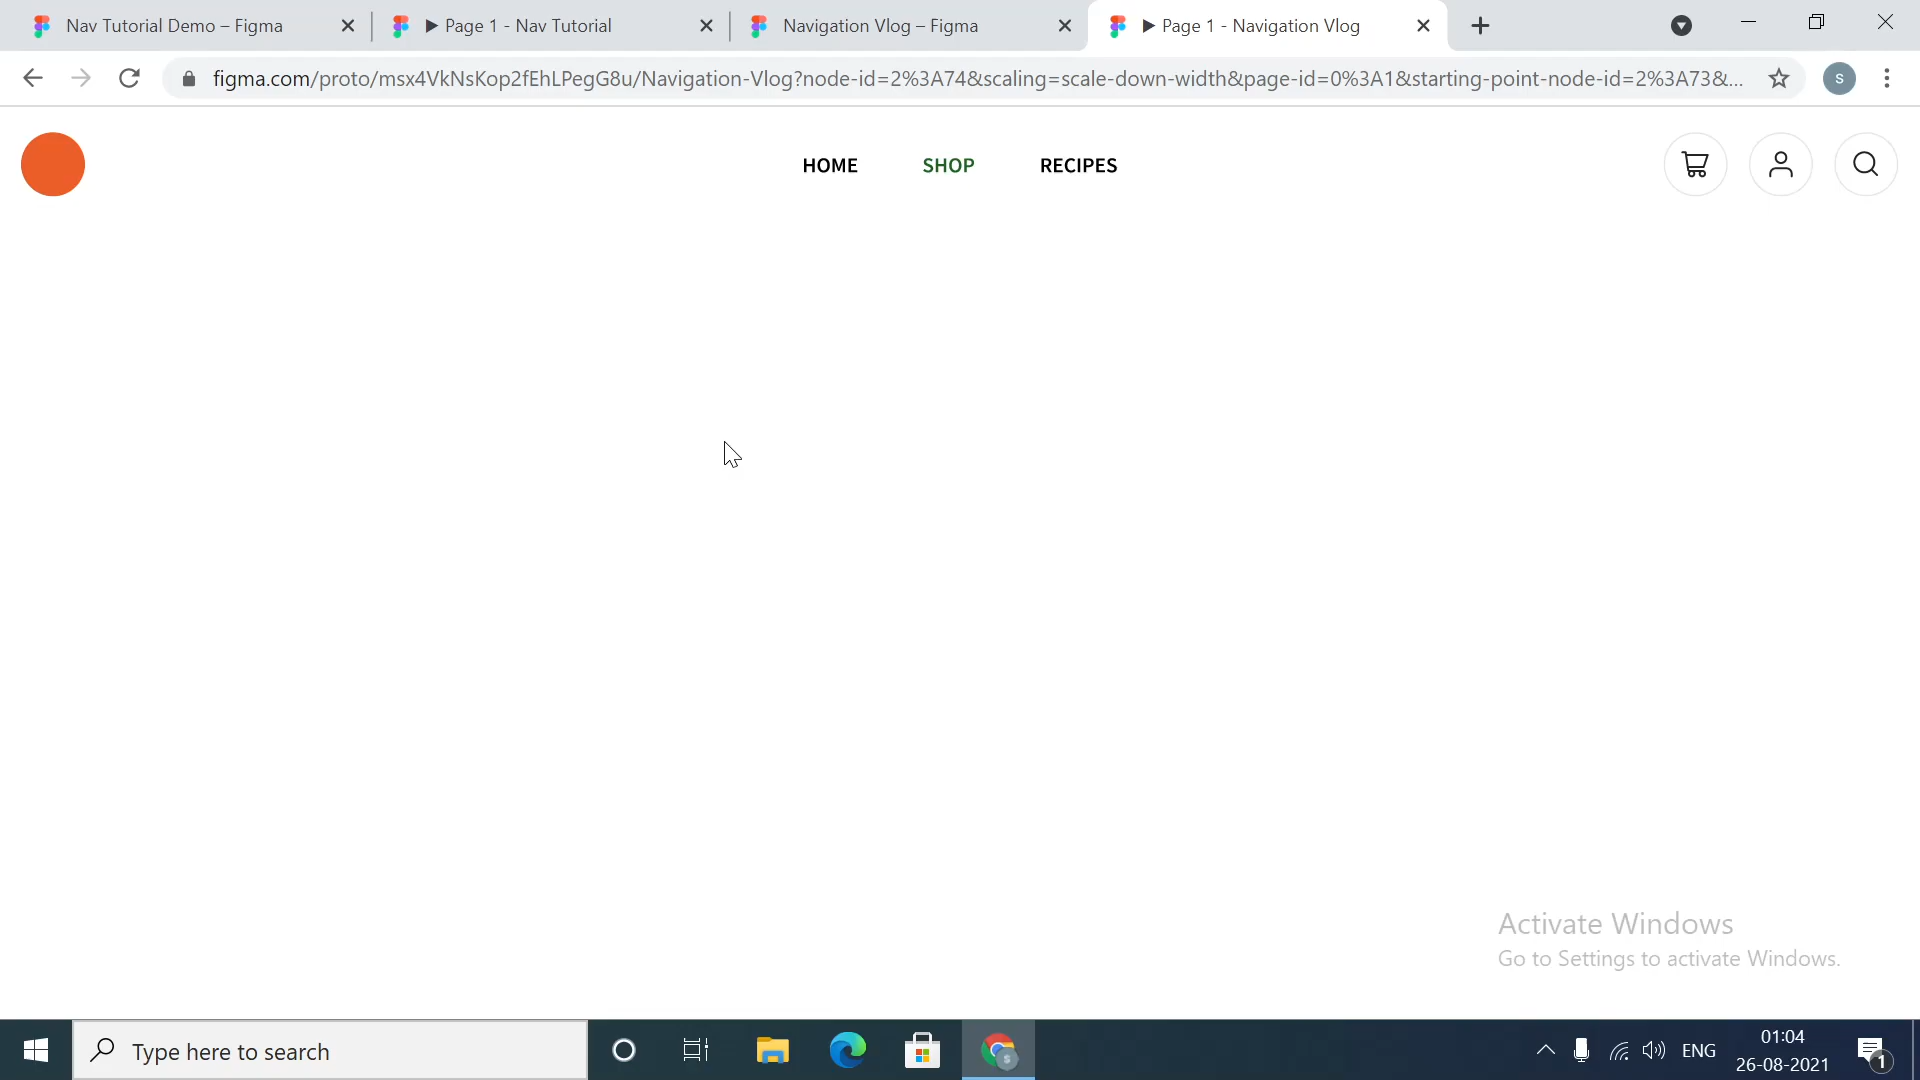 Nav Tutorial Demo – Figma
▶ Page 1 - Nav Tutorial
Navigation Vlog – Figma
▶ Page 1 - Navigation Vlog
figma.com/proto/msx4VkNsKop2fEhLPegG8u/Navigation-Vlog?node-id=2%3A74&scaling=scale-down-width&page-id=0%3A1&starting-point-node-id=2%3A73&...
S
HOME
SHOP
RECIPES
Activate Windows
Go to Settings to activate Windows.
Type here to search
ENG
01:04
26-08-2021
1